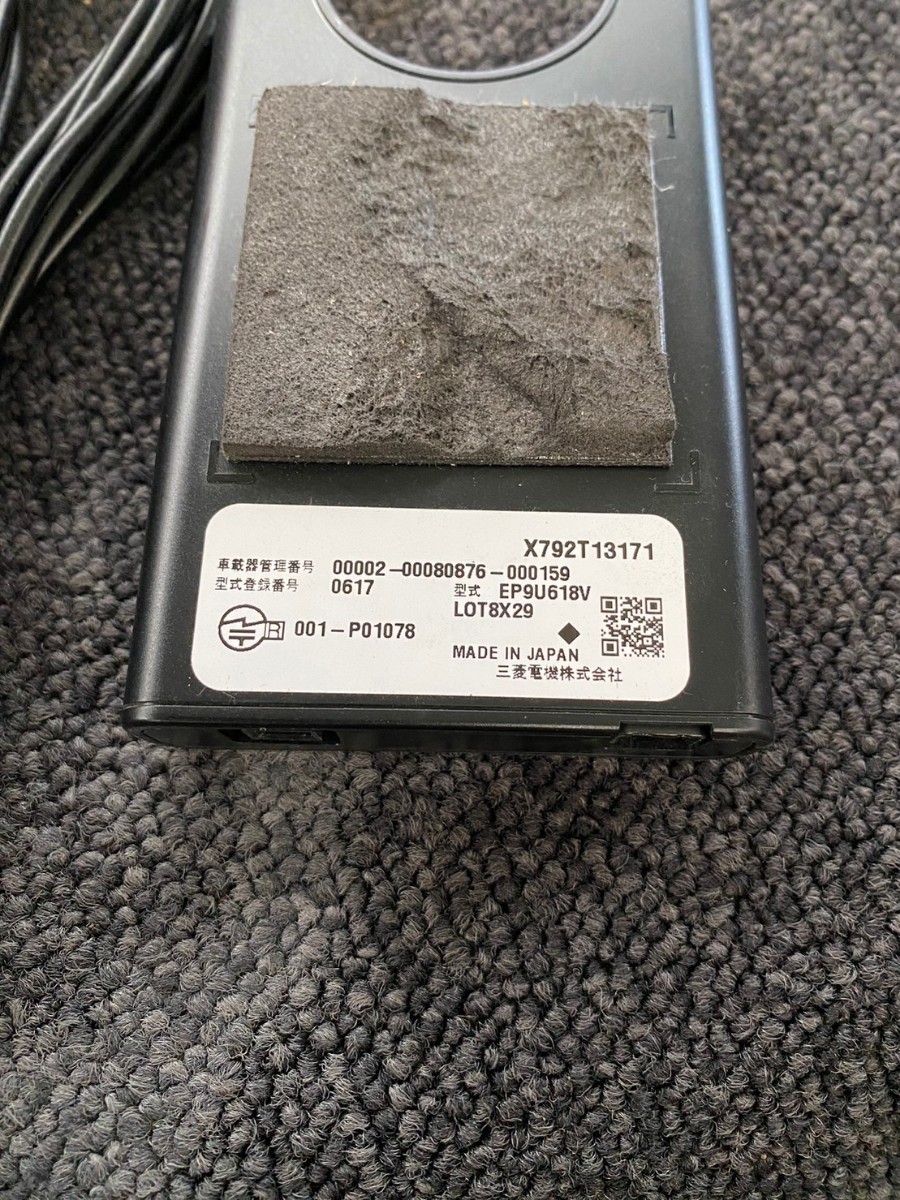 X792T13171
車載器管理番号 00002-00080876-000159
型式登録番号 0617 型式 EP9U618V
LOT8X29
R 001-P01078
MADE IN JAPAN
三菱電機株式会社